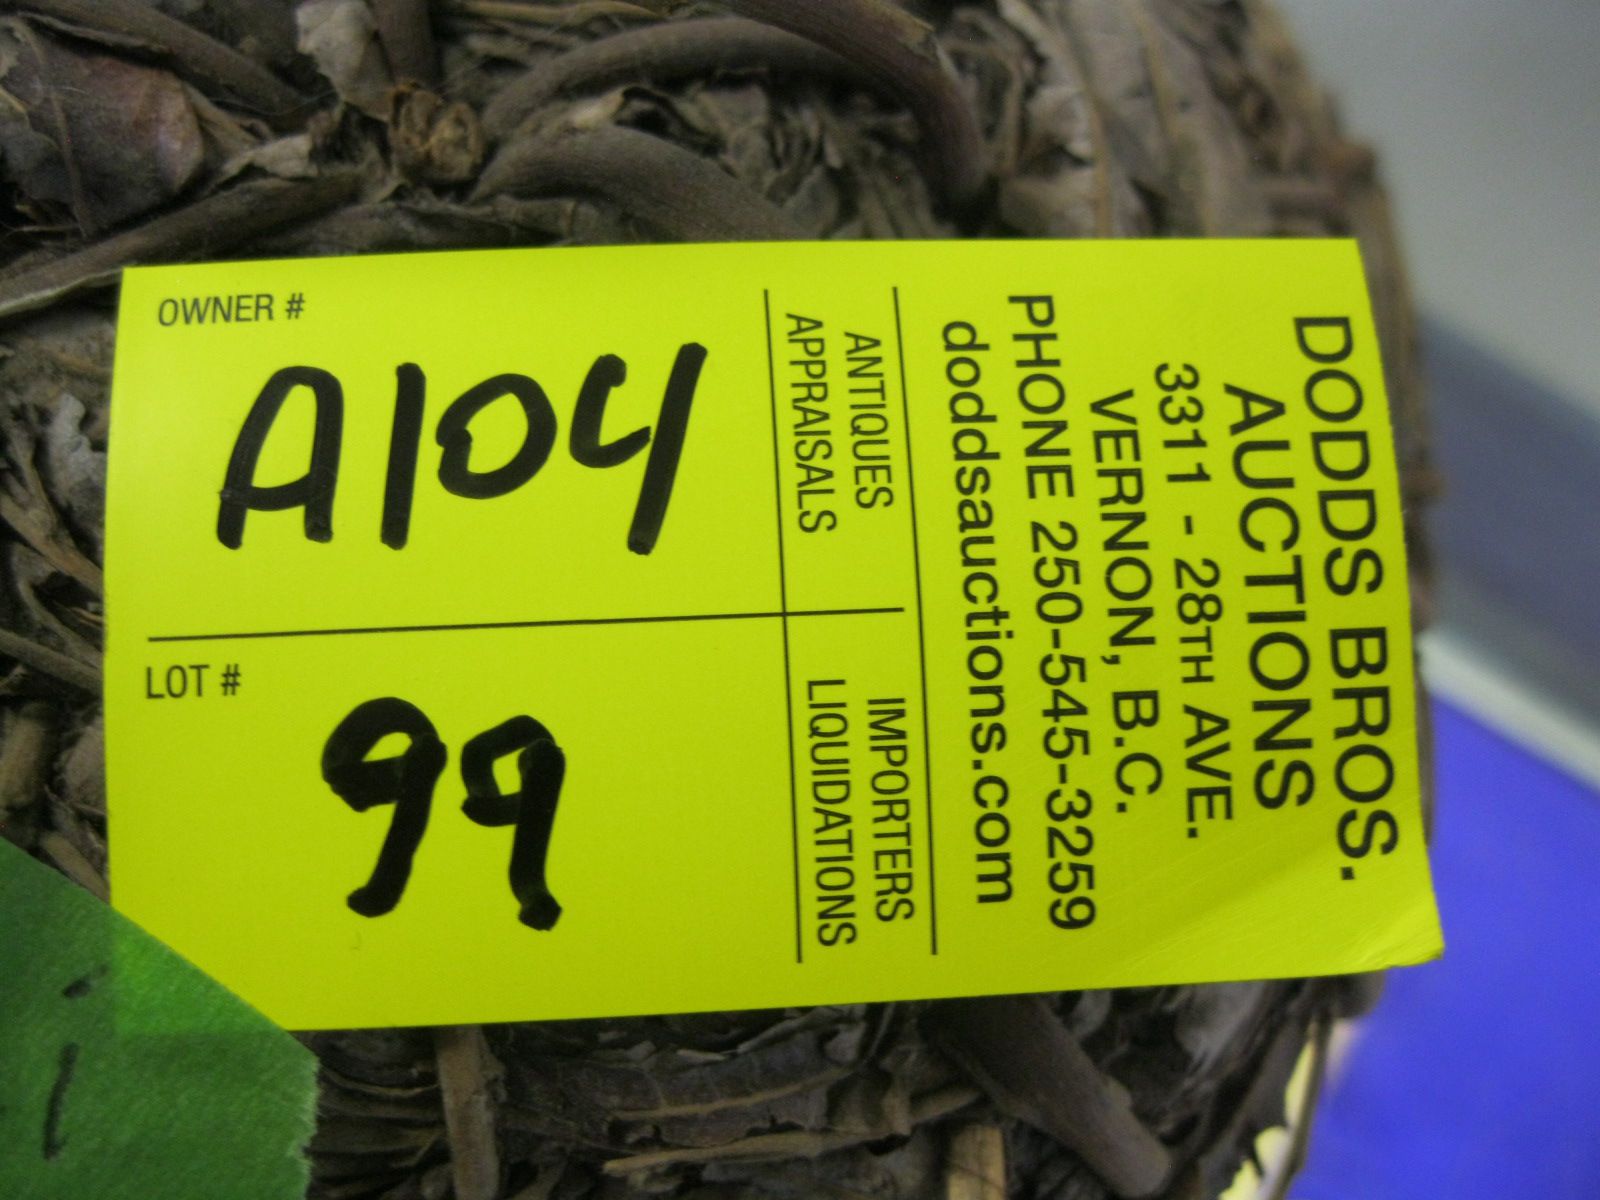 OWNER #
A104
LOT #
99
DODDS BROS.
AUCTIONS
3311 - 28TH AVE.
VERNON, B.C.
PHONE 250-545-3259
doddsauctions.com
ANTIQUES
APPRAISALS
IMPORTERS
LIQUIDATIONS